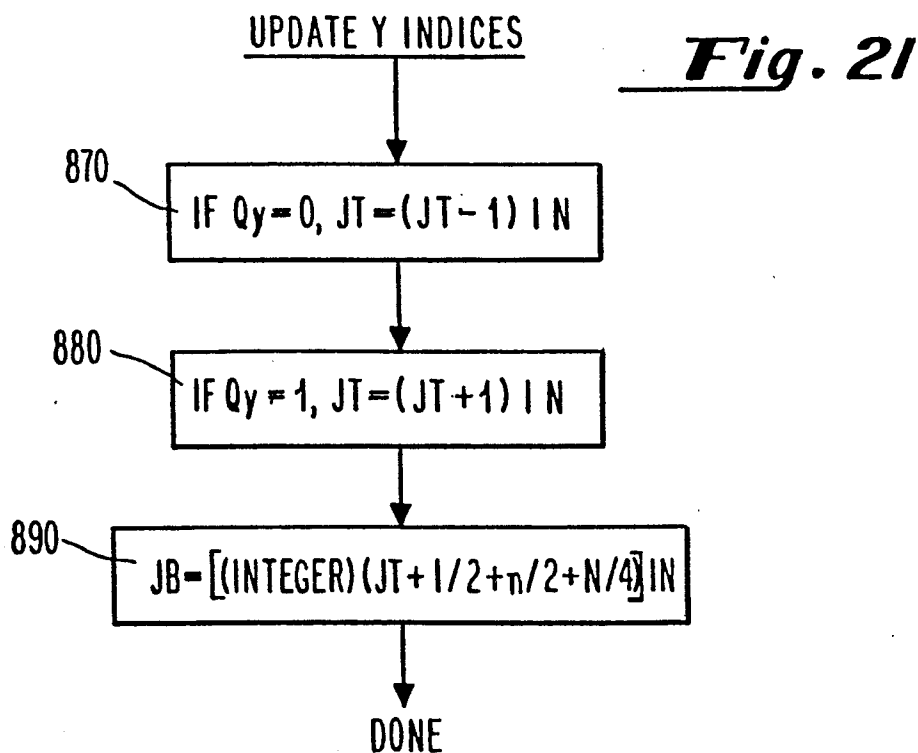 UPDATE Y INDICES
Fig. 21
870
IF Qy=0, JT=(JT-1) I N
880
IF Qy=1, JT=(JT+1) I N
890
JB=[(INTEGER)(JT+1/2+n/2+N/4)]IN
DONE